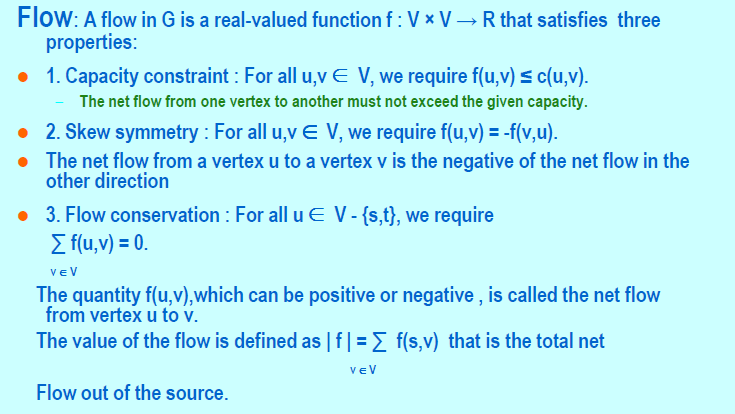 Flow: A flow in G is a real-valued function f : V × V → R that satisfies three
properties:
● 1. Capacity constraint : For all u,v ∈ V, we require f(u,v) ≤ c(u,v).
– The net flow from one vertex to another must not exceed the given capacity.
● 2. Skew symmetry : For all u,v ∈ V, we require f(u,v) = -f(v,u).
● The net flow from a vertex u to a vertex v is the negative of the net flow in the
other direction
● 3. Flow conservation : For all u ∈ V - {s,t}, we require
∑ f(u,v) = 0.
v ∈ V
The quantity f(u,v),which can be positive or negative , is called the net flow
from vertex u to v.
The value of the flow is defined as | f | = ∑ f(s,v) that is the total net
v ∈ V
Flow out of the source.